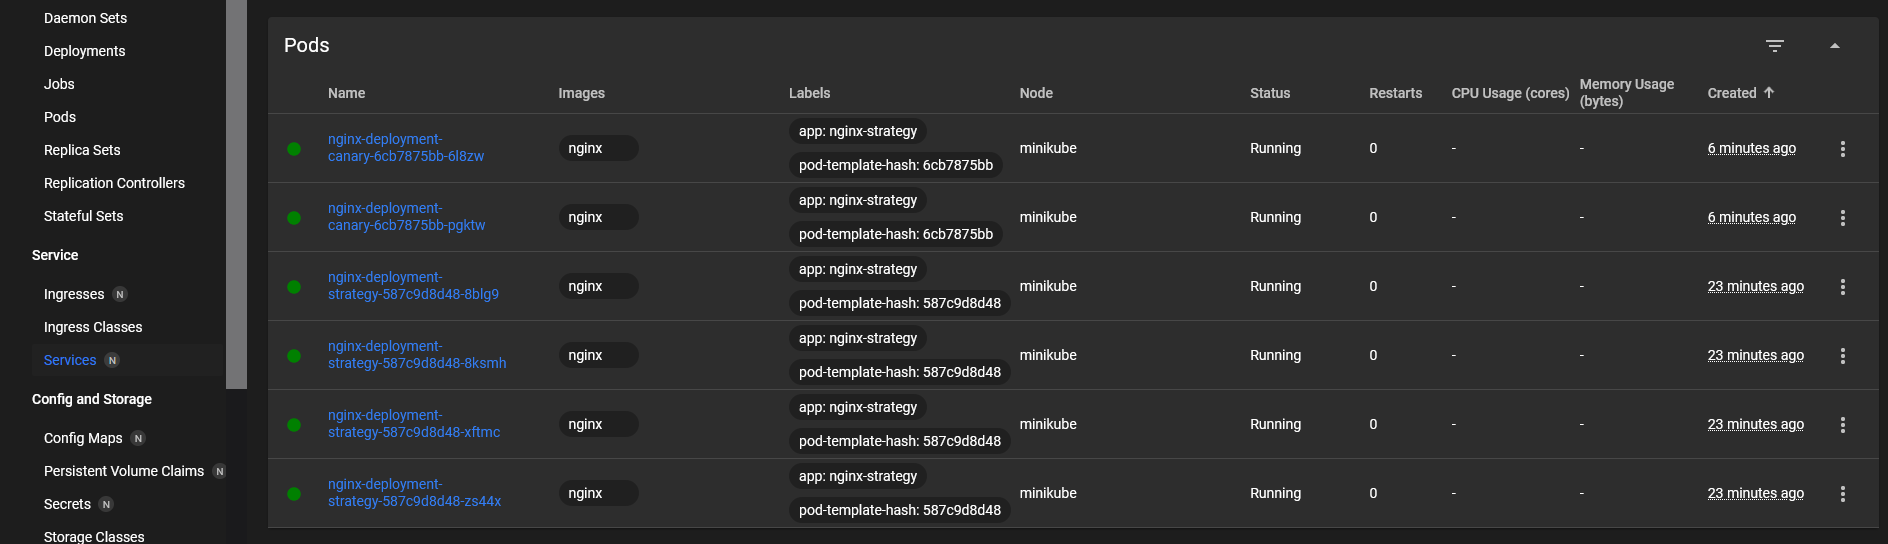 Daemon Sets
Deployments
Jobs
Pods
Replica Sets
Replication Controllers
Stateful Sets
Service
Ingresses N
Ingress Classes
Services N
Config and Storage
Config Maps N
Persistent Volume Claims N
Secrets N
Storage Classes
Pods
Name Images Labels Node Status Restarts CPU Usage (cores) Memory Usage (bytes) Created
nginx-deployment-
canary-6cb7875bb-6l8zw
nginx
app: nginx-strategy
pod-template-hash: 6cb7875bb
minikube Running 0 - - 6 minutes ago
nginx-deployment-
canary-6cb7875bb-pgktw
nginx
app: nginx-strategy
pod-template-hash: 6cb7875bb
minikube Running 0 - - 6 minutes ago
nginx-deployment-
strategy-587c9d8d48-8blg9
nginx
app: nginx-strategy
pod-template-hash: 587c9d8d48
minikube Running 0 - - 23 minutes ago
nginx-deployment-
strategy-587c9d8d48-8ksmh
nginx
app: nginx-strategy
pod-template-hash: 587c9d8d48
minikube Running 0 - - 23 minutes ago
nginx-deployment-
strategy-587c9d8d48-xftmc
nginx
app: nginx-strategy
pod-template-hash: 587c9d8d48
minikube Running 0 - - 23 minutes ago
nginx-deployment-
strategy-587c9d8d48-zs44x
nginx
app: nginx-strategy
pod-template-hash: 587c9d8d48
minikube Running 0 - - 23 minutes ago